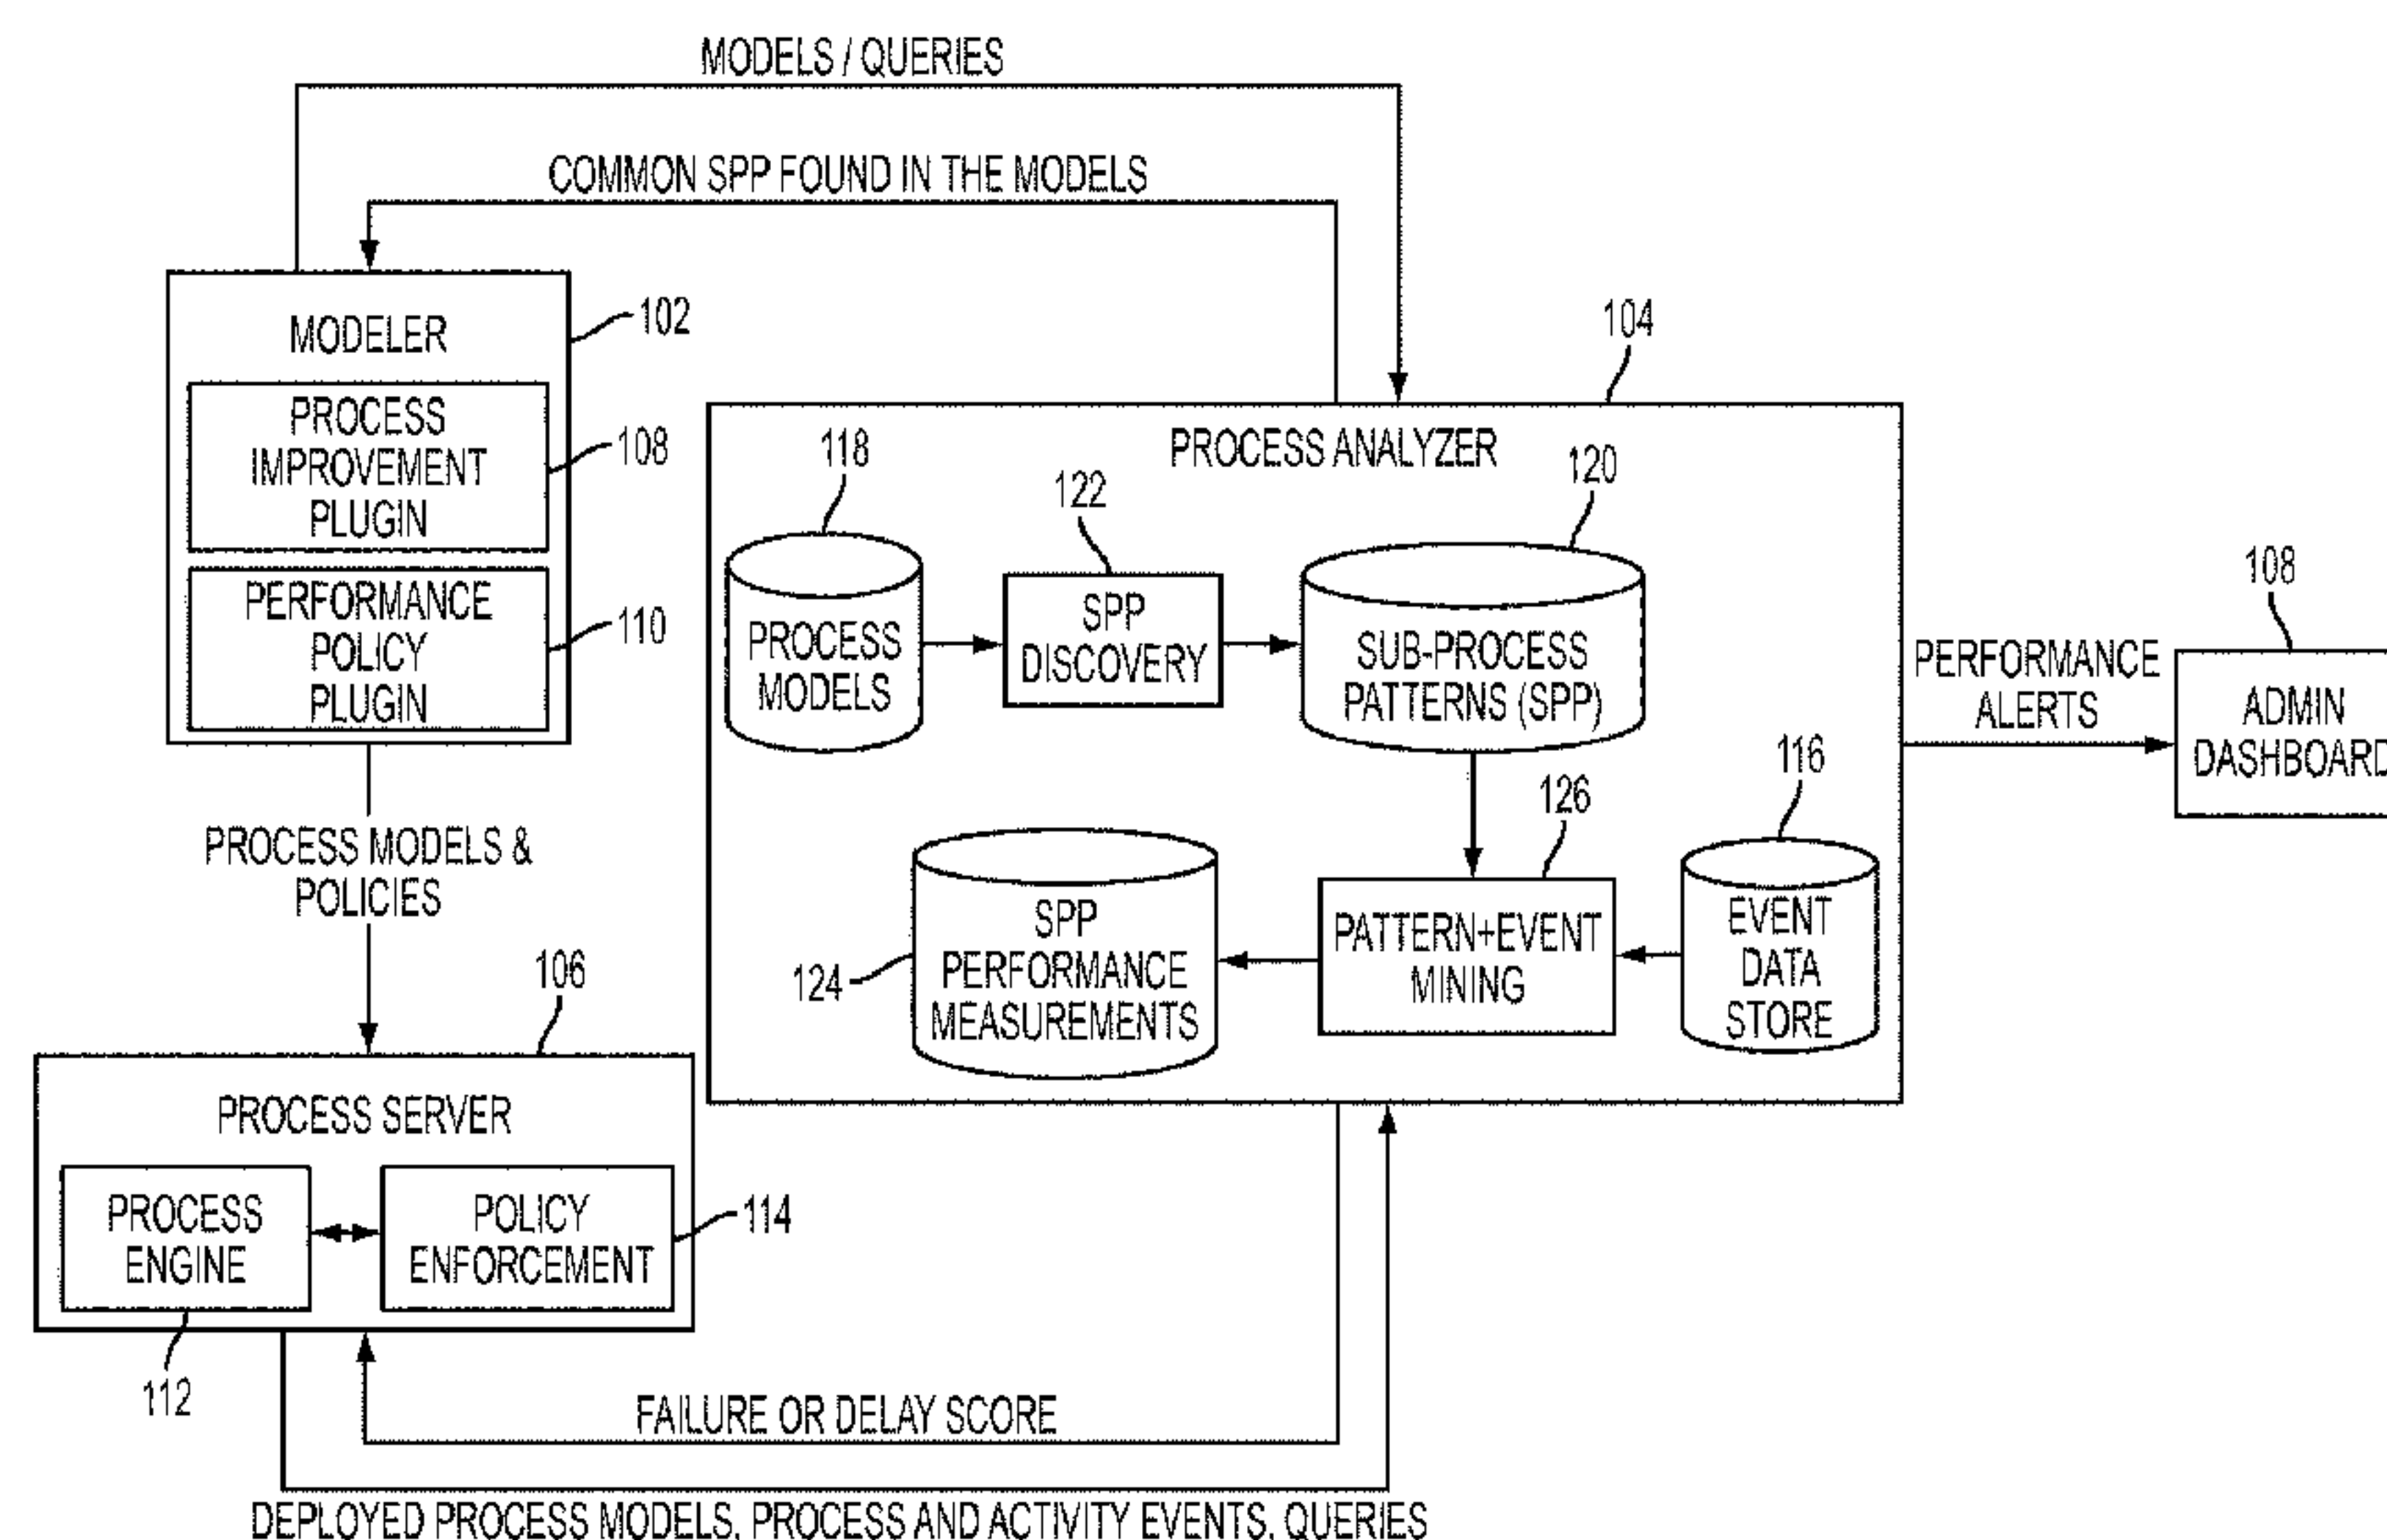 MODELS / QUERIES
COMMON SPP FOUND IN THE MODELS
MODELER
102
PROCESS
IMPROVEMENT
PLUGIN
108
PERFORMANCE
POLICY
PLUGIN
110
PROCESS MODELS &
POLICIES
106
PROCESS SERVER
PROCESS
ENGINE
POLICY
ENFORCEMENT
114
112
104
PROCESS ANALYZER
118
122
120
PROCESS
MODELS
SPP
DISCOVERY
SUB-PROCESS
PATTERNS (SPP)
126
116
124
SPP
PERFORMANCE
MEASUREMENTS
PATTERN+EVENT
MINING
EVENT
DATA
STORE
PERFORMANCE
ALERTS
108
ADMIN
DASHBOARD
FAILURE OR DELAY SCORE
DEPLOYED PROCESS MODELS, PROCESS AND ACTIVITY EVENTS, QUERIES